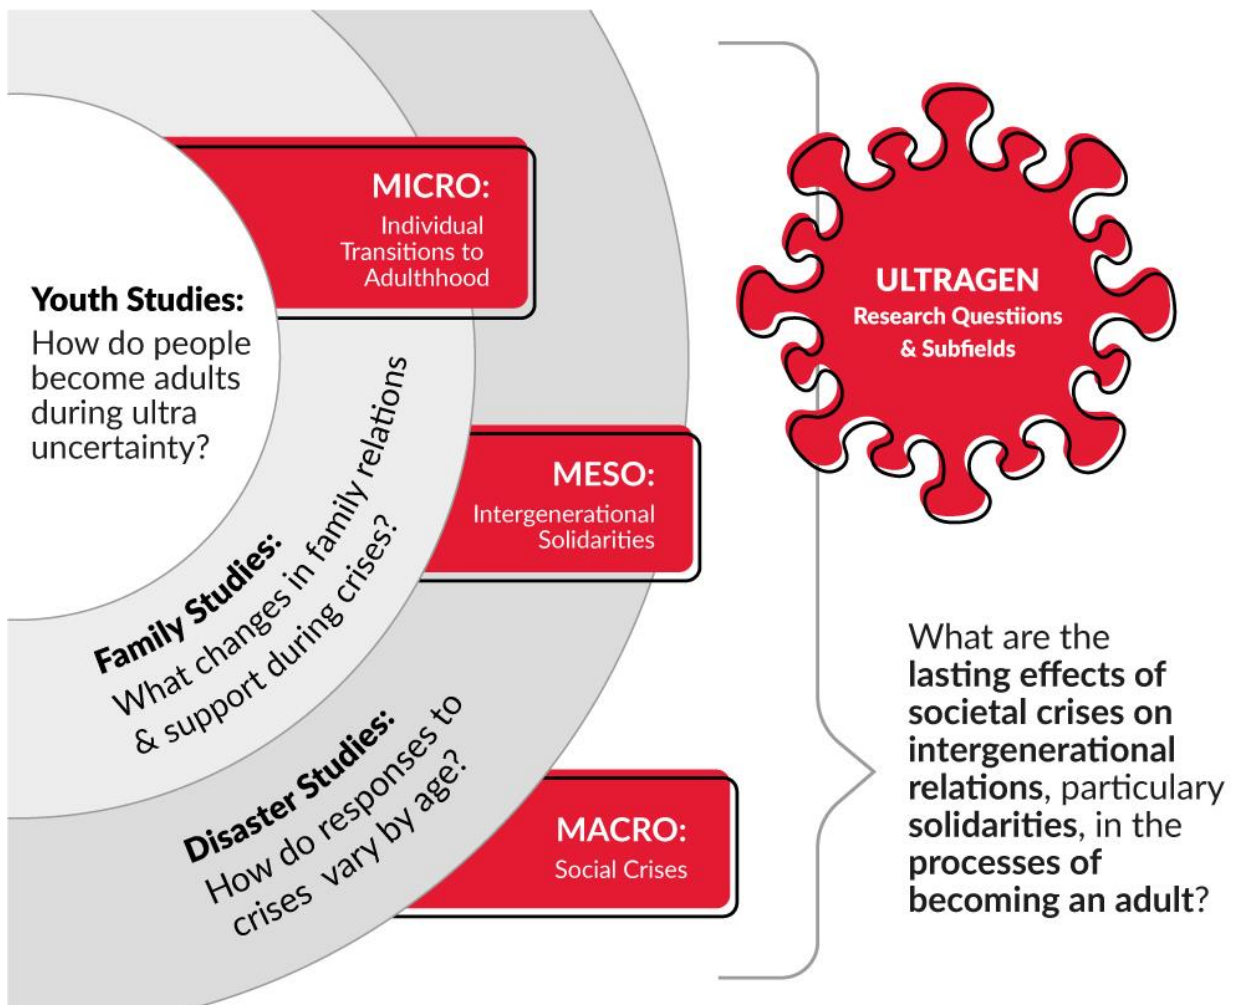 MICRO:
Individual
Transitions to
Adulthhood
Youth Studies:
How do people
become adults
during ultra
uncertainty?
MESO:
Intergenerational
Solidarities
Family Studies:
What changes in family relations
& support during crises?
MACRO:
Social Crises
Disaster Studies:
How do responses to
crises vary by age?
ULTRAGEN
Research Questiions
& Subfields
What are the
lasting effects of
societal crises on
intergenerational
relations, particulary
solidarities, in the
processes of
becoming an adult?